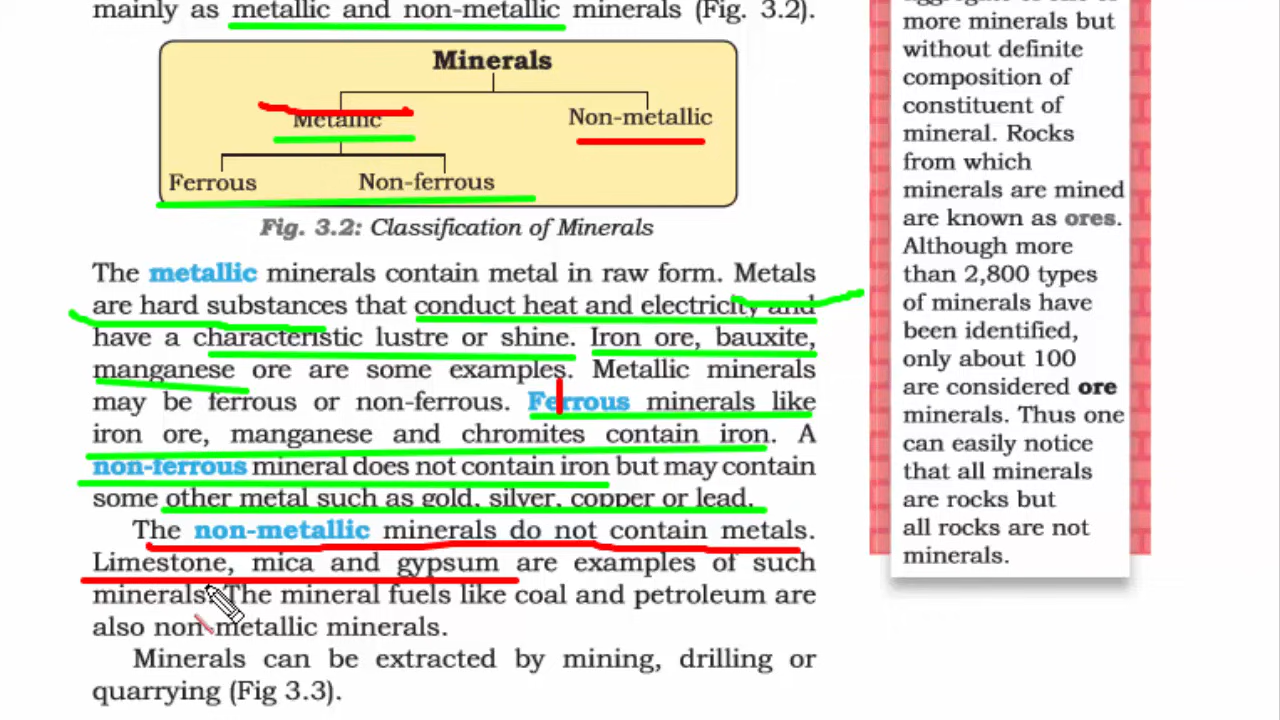 mainly as metallic and non-metallic minerals (Fig. 3.2).
Minerals
Metallic
Non-metallic
Ferrous
Non-ferrous
Fig. 3.2: Classification of Minerals
The metallic minerals contain metal in raw form. Metals
are hard substances that conduct heat and electricity and
have a characteristic lustre or shine. Iron ore, bauxite,
manganese ore are some examples. Metallic minerals
may be ferrous or non-ferrous. Ferrous minerals like
iron ore, manganese and chromites contain iron. A
non-ferrous mineral does not contain iron but may contain
some other metal such as gold, silver, copper or lead.
The non-metallic minerals do not contain metals.
Limestone, mica and gypsum are examples of such
minerals. The mineral fuels like coal and petroleum are
also non-metallic minerals.
Minerals can be extracted by mining, drilling or
quarrying (Fig 3.3).
more minerals but
without definite
composition of
constituent of
mineral. Rocks
from which
minerals are mined
are known as ores.
Although more
than 2,800 types
of minerals have
been identified,
only about 100
are considered ore
minerals. Thus one
can easily notice
that all minerals
are rocks but
all rocks are not
minerals.